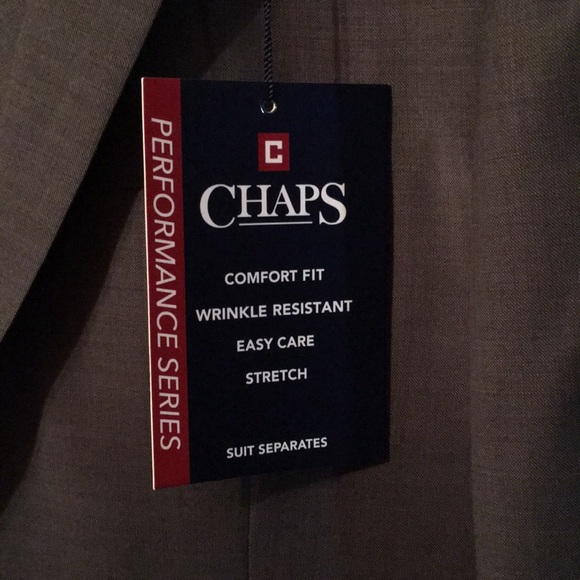 PERFORMANCE SERIES
C
CHAPS
COMFORT FIT
WRINKLE RESISTANT
EASY CARE
STRETCH
SUIT SEPARATES